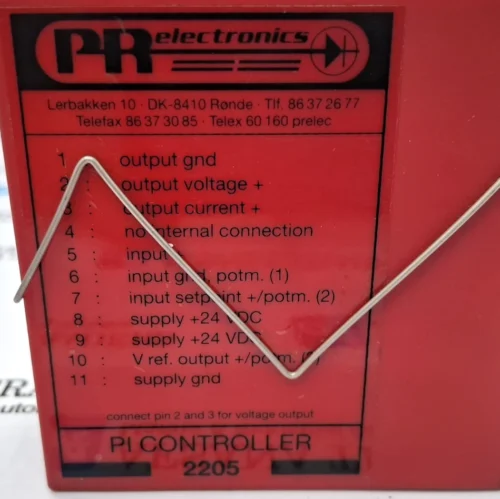 PR electronics
Lerbakken 10 · DK-8410 Rønde · Tlf. 86 37 26 77
Telefax 86 37 30 85 · Telex 60 160 prelec
1 : output gnd
2 : output voltage +
3 : output current +
4 : no internal connection
5 : input
6 : input gnd, potm. (1)
7 : input setpoint +/potm. (2)
8 : supply +24 VDC
9 : supply +24 VDC
10 : V ref. output +/potm. (3)
11 : supply gnd
connect pin 2 and 3 for voltage output
PI CONTROLLER
2205